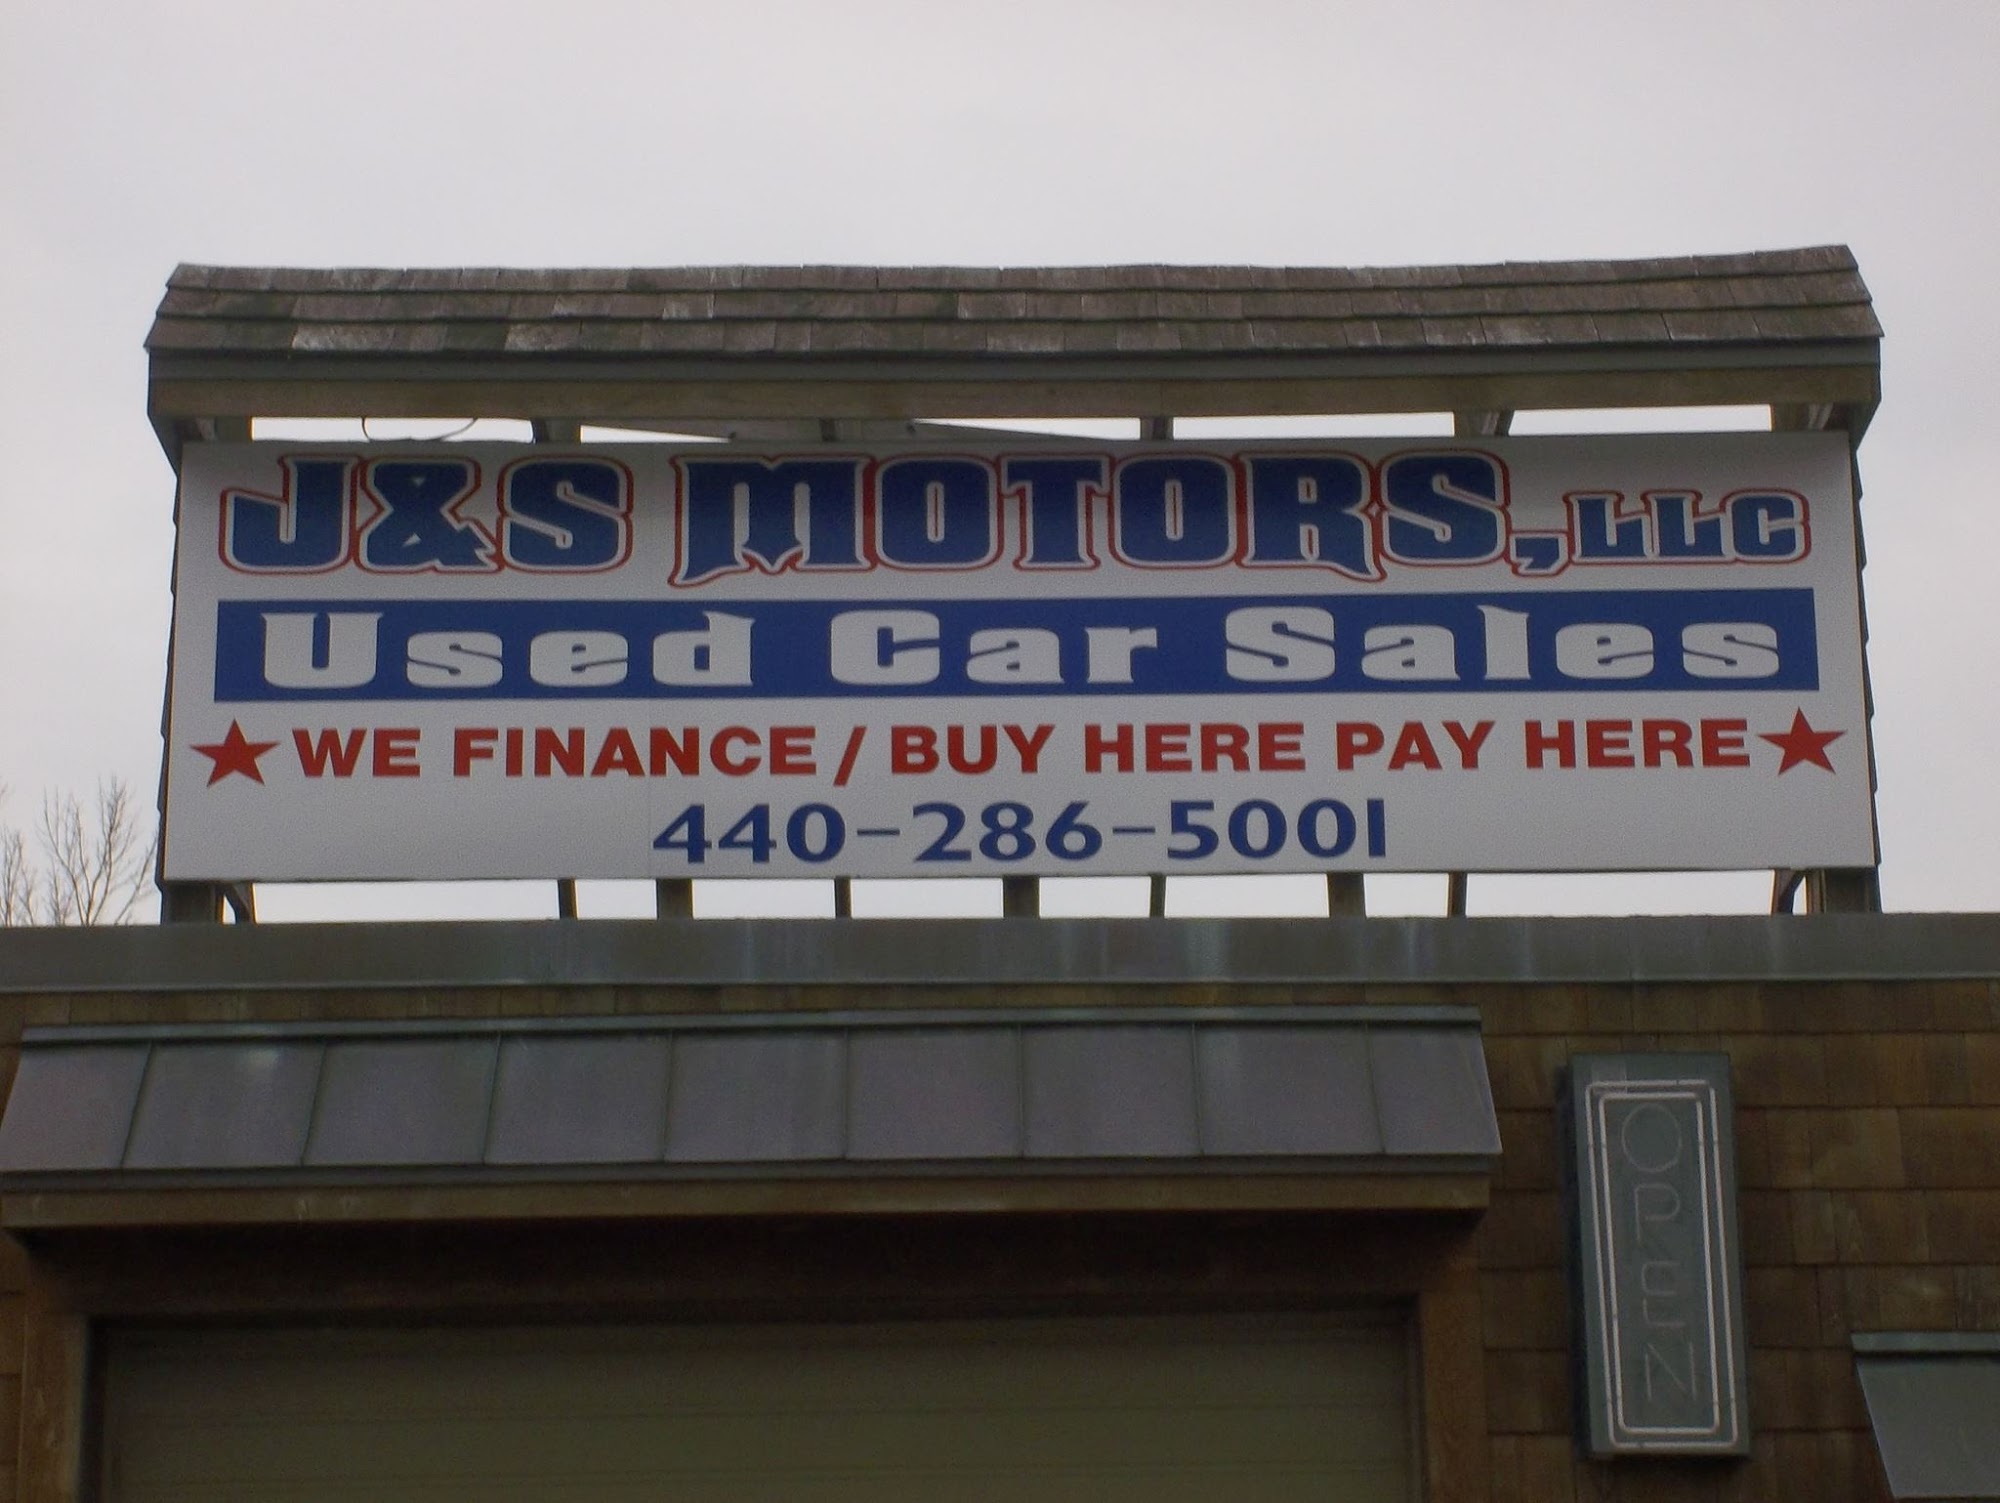 J&S MOTORS, LLC
Used Car Sales
WE FINANCE / BUY HERE PAY HERE
440-286-5001
OPEN